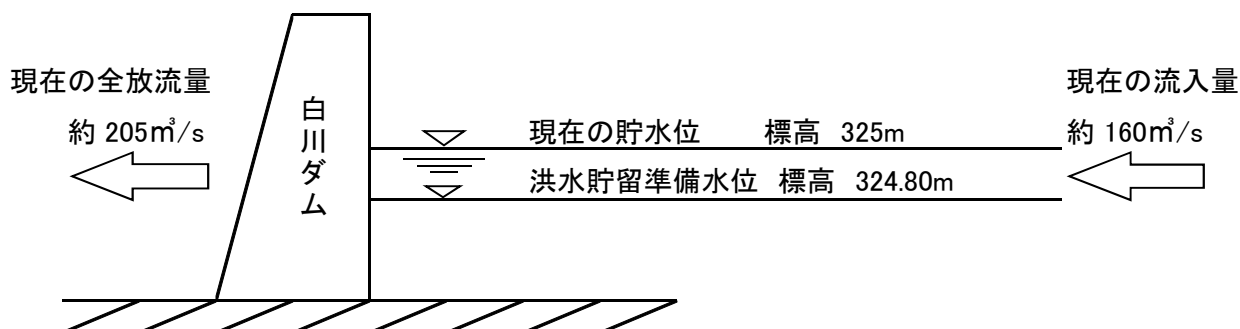 現在の全放流量
約 205㎥/s
白川ダム
現在の貯水位 標高 325m
洪水貯留準備水位 標高 324.80m
現在の流入量
約 160㎥/s